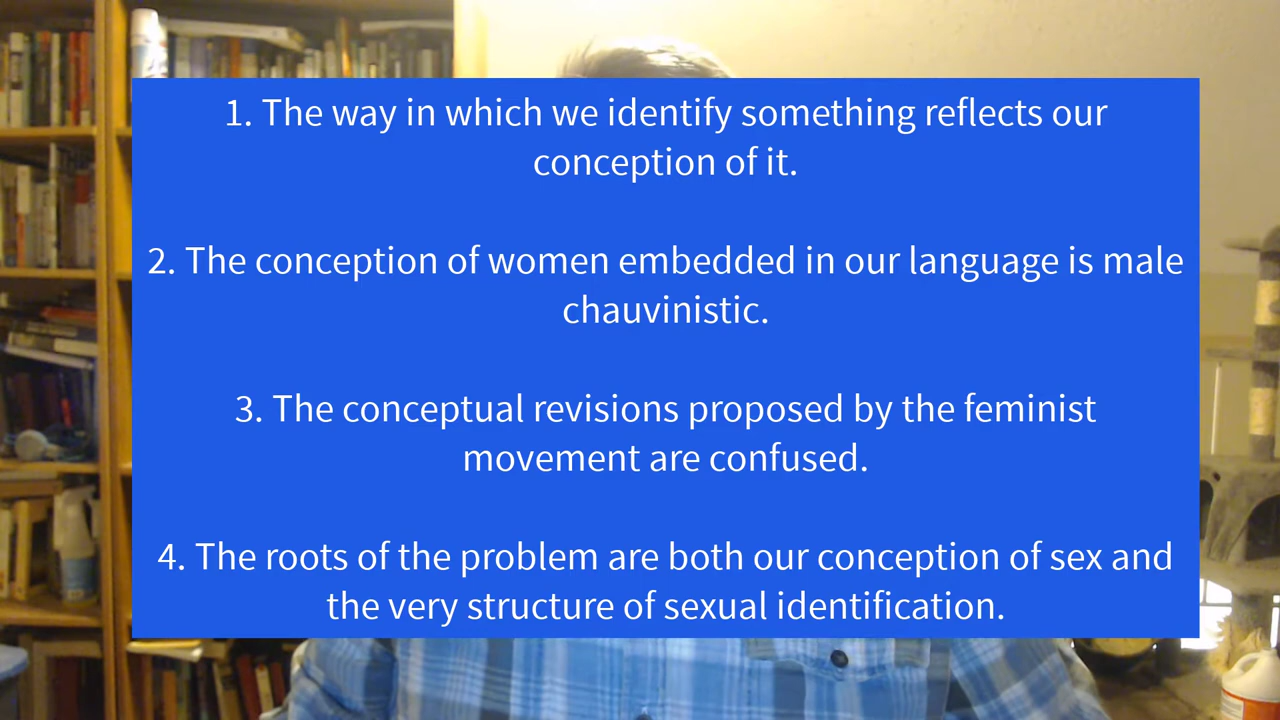 1. The way in which we identify something reflects our
conception of it.
2. The conception of women embedded in our language is male
chauvinistic.
3. The conceptual revisions proposed by the feminist
movement are confused.
4. The roots of the problem are both our conception of sex and
the very structure of sexual identification.